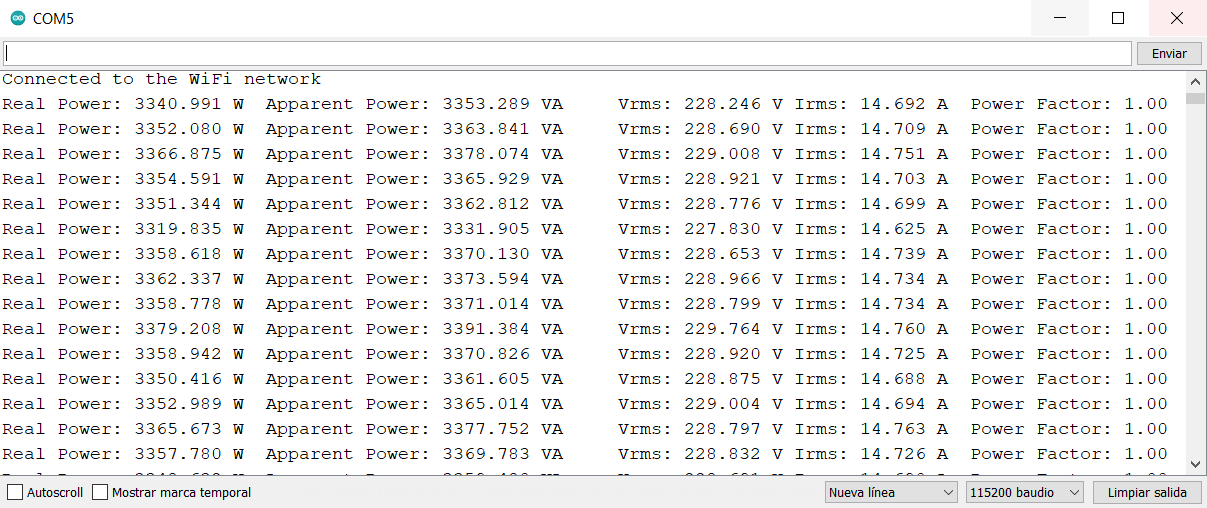 COM5
Enviar
Connected to the WiFi network
Real Power: 3340.991 W  Apparent Power: 3353.289 VA     Vrms: 228.246 V Irms: 14.692 A  Power Factor: 1.00
Real Power: 3352.080 W  Apparent Power: 3363.841 VA     Vrms: 228.690 V Irms: 14.709 A  Power Factor: 1.00
Real Power: 3366.875 W  Apparent Power: 3378.074 VA     Vrms: 229.008 V Irms: 14.751 A  Power Factor: 1.00
Real Power: 3354.591 W  Apparent Power: 3365.929 VA     Vrms: 228.921 V Irms: 14.703 A  Power Factor: 1.00
Real Power: 3351.344 W  Apparent Power: 3362.812 VA     Vrms: 228.776 V Irms: 14.699 A  Power Factor: 1.00
Real Power: 3319.835 W  Apparent Power: 3331.905 VA     Vrms: 227.830 V Irms: 14.625 A  Power Factor: 1.00
Real Power: 3358.618 W  Apparent Power: 3370.130 VA     Vrms: 228.653 V Irms: 14.739 A  Power Factor: 1.00
Real Power: 3362.337 W  Apparent Power: 3373.594 VA     Vrms: 228.966 V Irms: 14.734 A  Power Factor: 1.00
Real Power: 3358.778 W  Apparent Power: 3371.014 VA     Vrms: 228.799 V Irms: 14.734 A  Power Factor: 1.00
Real Power: 3379.208 W  Apparent Power: 3391.384 VA     Vrms: 229.764 V Irms: 14.760 A  Power Factor: 1.00
Real Power: 3358.942 W  Apparent Power: 3370.826 VA     Vrms: 228.920 V Irms: 14.725 A  Power Factor: 1.00
Real Power: 3350.416 W  Apparent Power: 3361.605 VA     Vrms: 228.875 V Irms: 14.688 A  Power Factor: 1.00
Real Power: 3352.989 W  Apparent Power: 3365.014 VA     Vrms: 229.004 V Irms: 14.694 A  Power Factor: 1.00
Real Power: 3365.673 W  Apparent Power: 3377.752 VA     Vrms: 228.797 V Irms: 14.763 A  Power Factor: 1.00
Real Power: 3357.780 W  Apparent Power: 3369.783 VA     Vrms: 228.832 V Irms: 14.726 A  Power Factor: 1.00
Autoscroll Mostrar marca temporal Nueva línea 115200 baudio Limpiar salida